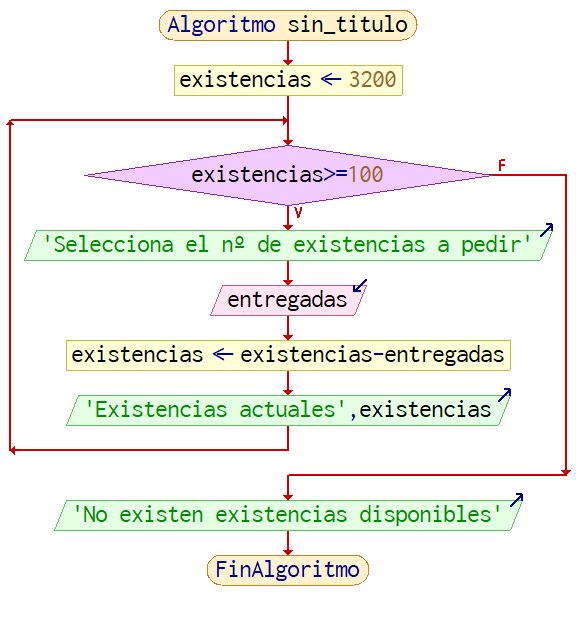 Algoritmo sin_titulo
existencias ← 3200
existencias>=100
F
V
'Selecciona el nº de existencias a pedir'
entregadas
existencias ← existencias-entregadas
'Existencias actuales',existencias
'No existen existencias disponibles'
FinAlgoritmo